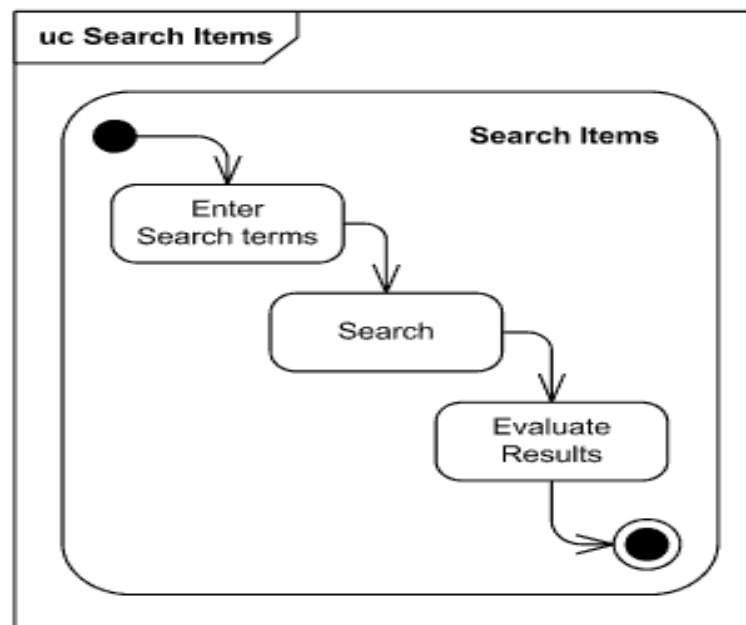 uc Search Items
Search Items
Enter
Search terms
Search
Evaluate
Results